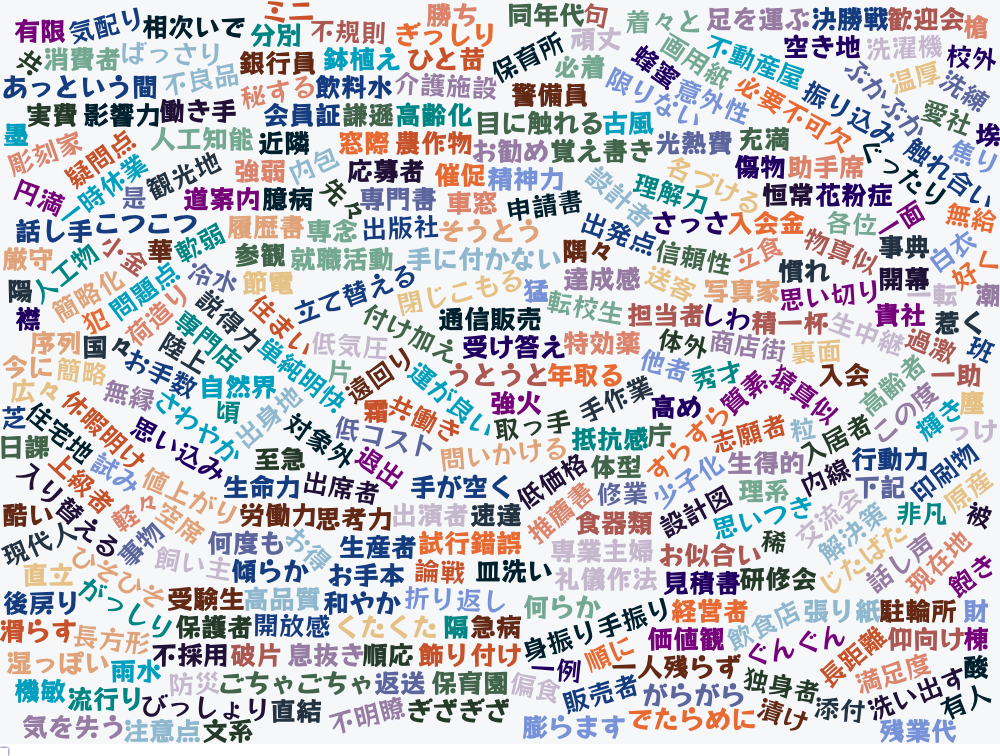 有限
気配り
相次いで
ミニ
分別
不規則
勝ち
ぎっしり
同年代
句
着々と
足を運ぶ
決勝戦
歓迎会
槍
共
消費者
ばっさり
銀行員
鉢植え
ひと昔
保育所
頑丈
必着
蜂蜜
画用紙
不動産屋
空き地
洗濯機
校外
あっという間
不良品
秘する
飲料水
介護施設
警備員
限りない
意外性
必要不可欠
振り込み
ぷかぷか
温厚
洗練
実費
影響力
働き手
会員証
謙遜
高齢化
目に触れる
古風
愛社
埃
墨
彫刻家
疑問点
人工知能
近隣
窓際
農作物
お勧め
覚え書き
光熱費
充満
ぐったり
触れ合い
焦り
円満
一時休業
是
観光地
強弱
内包
先々
応募者
催促
精神力
設計者
理解力
名づける
傷物
助手席
道案内
臆病
専門書
車窓
申請書
恒常
花粉症
一面
無給
話し手
こつこつ
履歴書
専念
出版社
そうとう
出発点
さっさ
入会金
各位
厳守
人工物
小金
華
軟弱
参観
就職活動
手に付かない
隅々
信頼性
立食
物真似
事典
白衣
陽
簡略化
問題点
冷水
節電
立て替える
閉じこもる
猛
達成感
送客
写真家
慣れ
思い切り
開幕
一転
好
潮
襟
犯
荷造り
説得力
住まい
付け加え
通信販売
転校生
担当者
しわ
精一杯
生中継
貴社
惹く
序列
国々
陸上
専門店
単純明快
低気圧
受け答え
特効薬
体外
商店街
裏面
過激
班
今に
簡略
お手数
自然界
片
遠回り
運が良い
うとうと
年取る
他者
秀才
質素
猿真似
入会
高齢者
一助
広々
無縁
さわやか
頃
出身地
霜
共働き
強火
取っ手
手作業
高め
この度
輝き
塵
芝
住宅地
休暇明け
思い込み
対象外
低コスト
抵抗感
庁
すらすら
志願者
粒
入居者
っけ
日課
上級者
試み
至急
退出
問いかける
低価格
体型
少子化
生得的
内線
行動力
入り替える
値上がり
生命力
出席者
手が空く
推薦書
修業
設計図
理系
下記
印刷物
原産
酷い
軽々
空席
労働力
思考力
出演者
速達
食器類
思いつき
交流会
解決策
非凡
被
現代人
事物
何度も
お得
生産者
試行錯誤
専業主婦
お似合い
稀
じたばた
話し声
現在地
直立
ひそひそ
飼い主
傾らか
お手本
論戦
皿洗い
礼儀作法
見積書
研修会
飽き
後戻り
がっしり
受験生
高品質
和やか
折り返し
何らか
身振り手振り
経営者
飲食店
張り紙
駐輪所
財
滑らす
長方形
保護者
開放感
くたくた
隔
急病
価値観
ぐんぐん
長距離
仰向け
棟
湿っぽい
雨水
不採用
破片
息抜き
順応
飾り付け
一例
順に
一人残らず
満足度
酸
機敏
流行り
防災
ごちゃごちゃ
返送
保育園
偏食
販売者
がらがら
独身者
添付
洗い出す
有人
びっしょり
直結
不明瞭
ぎざぎざ
気を失う
注意点
文系
膨らます
でたらめに
漬け
残業代